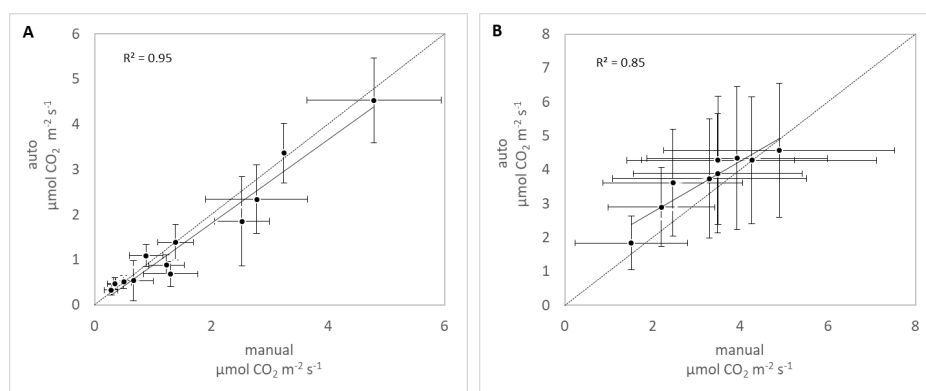 A
R² = 0.95
6
5
4
3
2
1
0
auto
µmol CO₂ m⁻² s⁻¹
0 2 4 6
manual
µmol CO₂ m⁻² s⁻¹
B
R² = 0.85
8
7
6
5
4
3
2
1
0
auto
µmol CO₂ m⁻² s⁻¹
0 2 4 6 8
manual
µmol CO₂ m⁻² s⁻¹